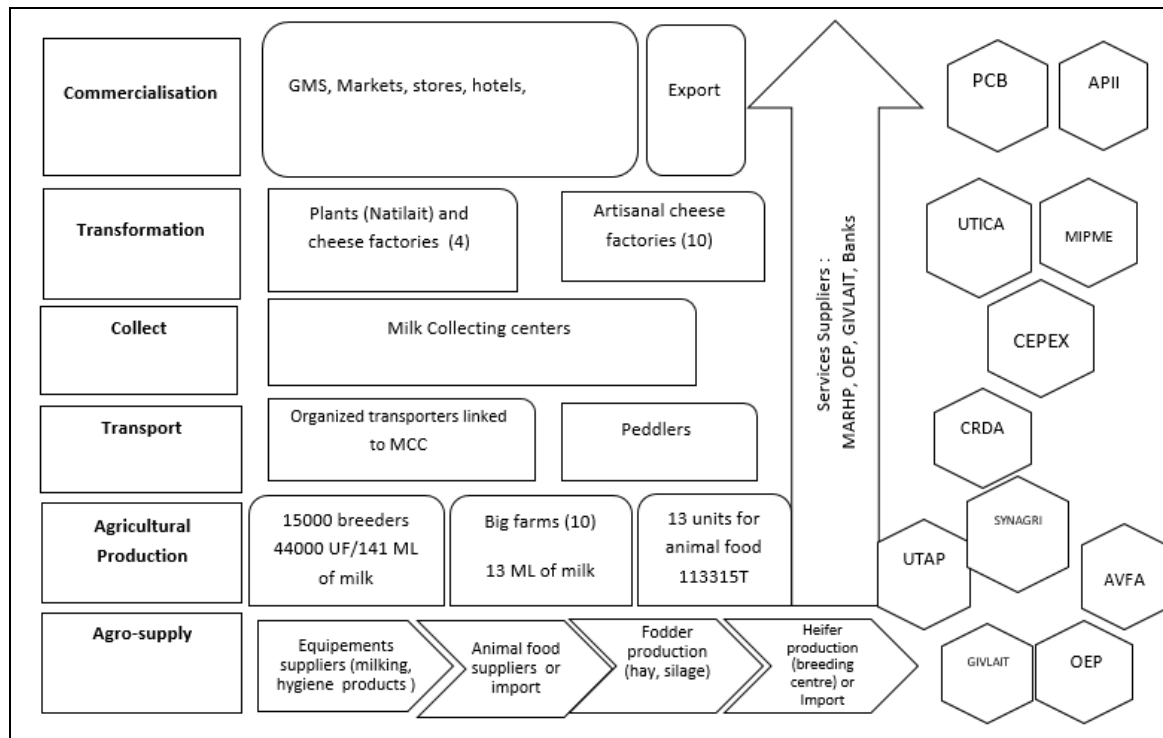 Commercialisation
GMS, Markets, stores, hotels,
Export
PCB
APII
Transformation
Plants (Natilait) and
cheese factories (4)
Artisanal cheese
factories (10)
UTICA
MIPME
Services Suppliers :
MARHP, OEP, GIVLAIT, Banks
Collect
Milk Collecting centers
CEPEX
Transport
Organized transporters linked
to MCC
Peddlers
CRDA
Agricultural
Production
15000 breeders
44000 UF/141 ML
of milk
Big farms (10)
13 ML of milk
13 units for
animal food
113315T
UTAP
SYNAGRI
AVFA
Agro-supply
Equipements
suppliers (milking,
hygiene products )
Animal food
suppliers or
import
Fodder
production
(hay, silage)
Heifer
production
(breeding
centre) or
Import
GIVLAIT
OEP